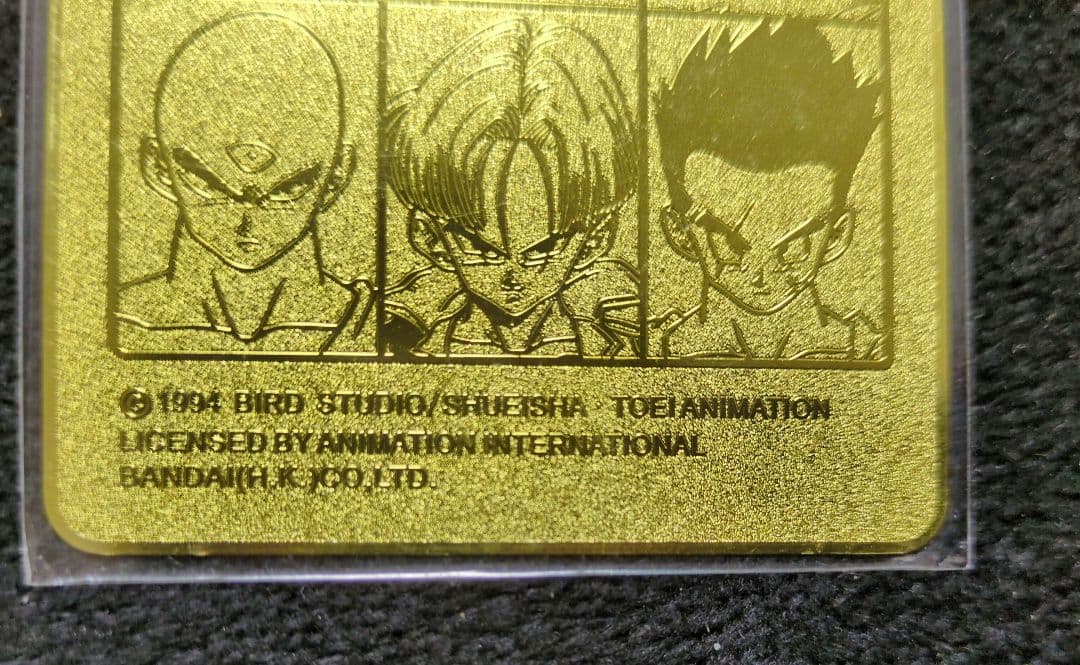 © 1994 BIRD STUDIO/SHUEISHA TOEI ANIMATION
LICENSED BY ANIMATION INTERNATIONAL
BANDAI(H.K.)CO.,LTD.